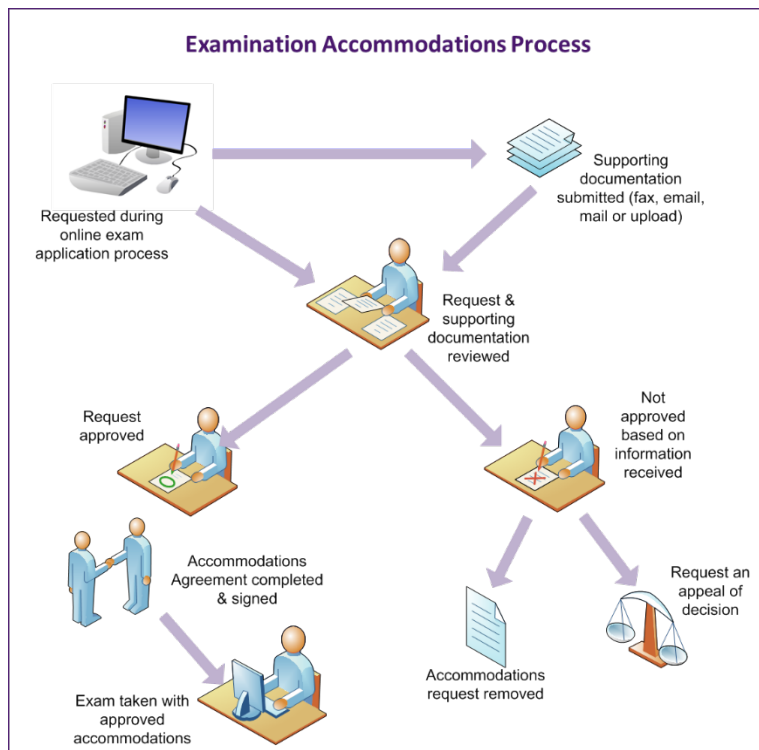 Examination Accommodations Process
Requested during
online exam
application process
Supporting
documentation
submitted (fax, email,
mail or upload)
Request &
supporting
documentation
reviewed
Request
approved
Not
approved
based on
information
received
Accommodations
Agreement completed
& signed
Request an
appeal of
decision
Accommodations
request removed
Exam taken with
approved
accommodations